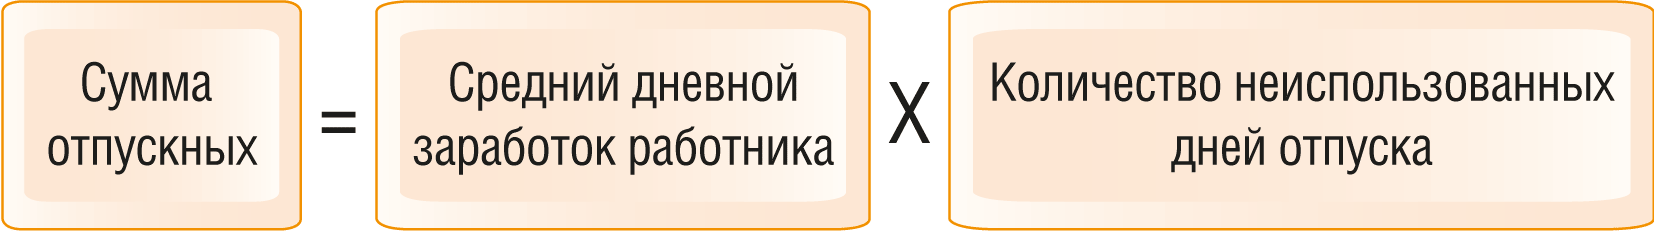 Сумма
отпускных
=
Средний дневной
заработок работника
X
Количество неиспользованных
дней отпуска